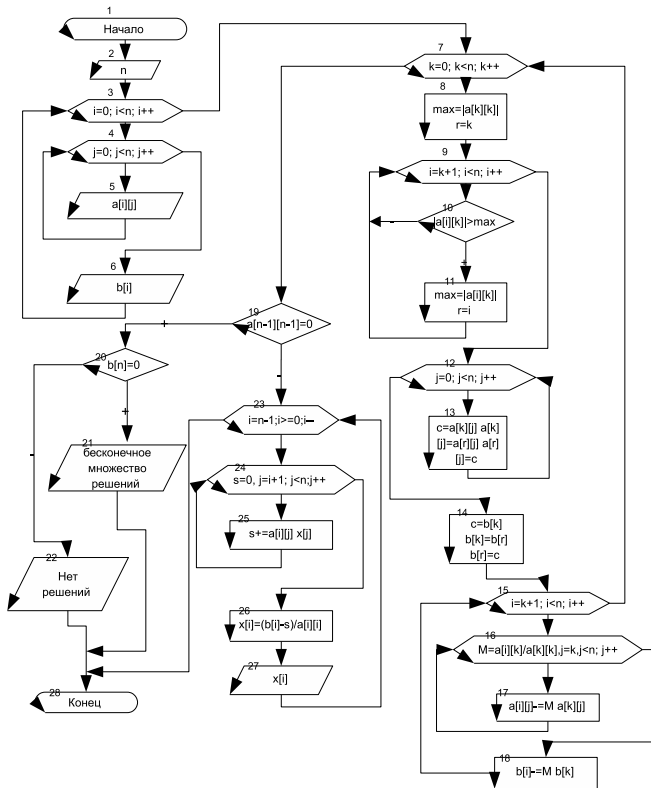 1
Начало
2
n
3
i=0; i<n; i++
4
j=0; j<n; j++
5
a[i][j]
6
b[i]
7
k=0; k<n; k++
8
max=|a[k][k]|
r=k
9
i=k+1; i<n; i++
10
|a[i][k]|>max
-
+
11
max=|a[i][k]|
r=i
12
j=0; j<n; j++
13
c=a[k][j] a[k]
[j]=a[r][j] a[r]
[j]=c
14
c=b[k]
b[k]=b[r]
b[r]=c
15
i=k+1; i<n; i++
16
M=a[i][k]/a[k][k],j=k,j<n; j++
17
a[i][j]-=M a[k][j]
18
b[i]-=M b[k]
19
a[n-1][n-1]=0
+
-
20
b[n]=0
-
+
21
бесконечное
множество
решений
22
Нет
решений
23
i=n-1;i>=0;i--
24
s=0, j=i+1; j<n;j++
25
s+=a[i][j] x[j]
26
x[i]=(b[i]-s)/a[i][i]
27
x[i]
28
Конец